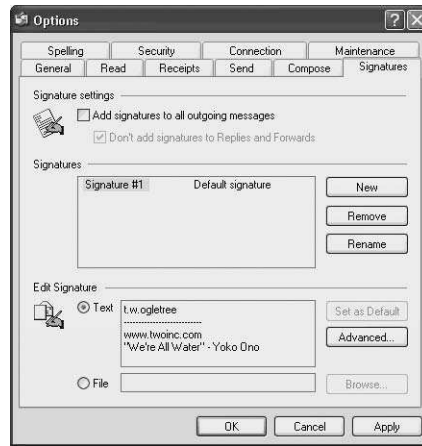 Options
Spelling Security Connection Maintenance
General Read Receipts Send Compose Signatures
Signature settings
Add signatures to all outgoing messages
Don't add signatures to Replies and Forwards
Signatures
Signature #1 Default signature
New
Remove
Rename
Edit Signature
Text
t.w.ogletree
-------------------------
www.twoinc.com
"We're All Water" - Yoko Ono
Set as Default
Advanced...
File
Browse...
OK Cancel Apply